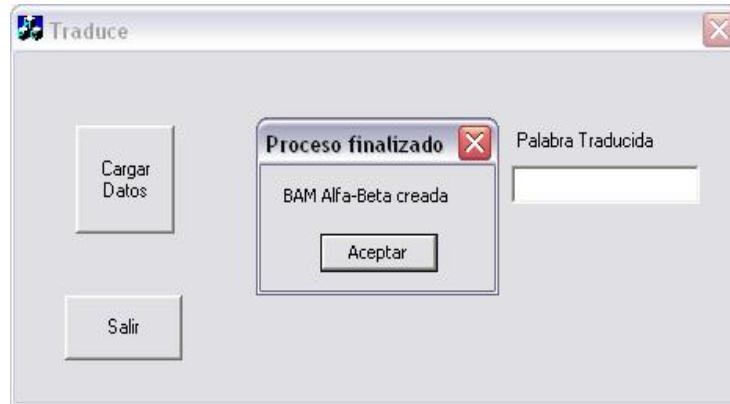 Traduce
Cargar
Datos
Proceso finalizado
BAM Alfa-Beta creada
Aceptar
Palabra Traducida
Salir